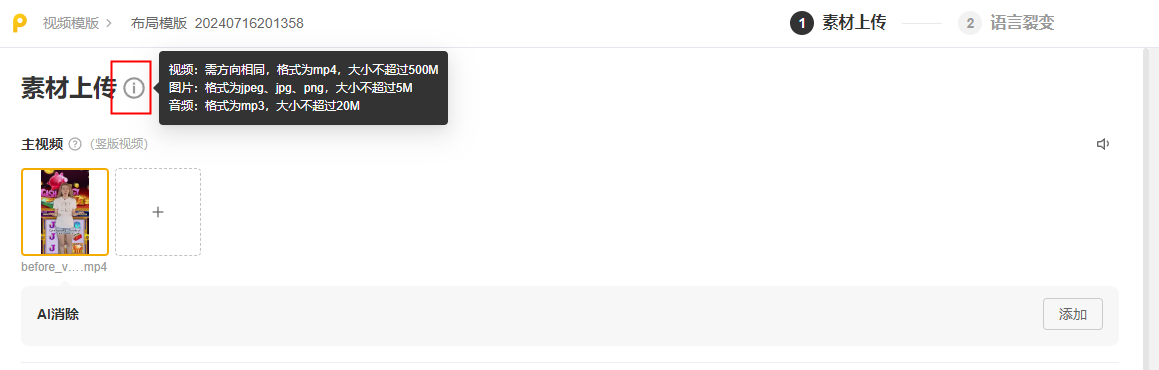 视频模版 > 布局模版 20240716201358
1 素材上传 2 语言裂变
素材上传
视频：需方向相同，格式为mp4，大小不超过500M
图片：格式为jpeg、jpg、png，大小不超过5M
音频：格式为mp3，大小不超过20M
主视频 (竖版视频)
before_v….mp4
AI消除
添加